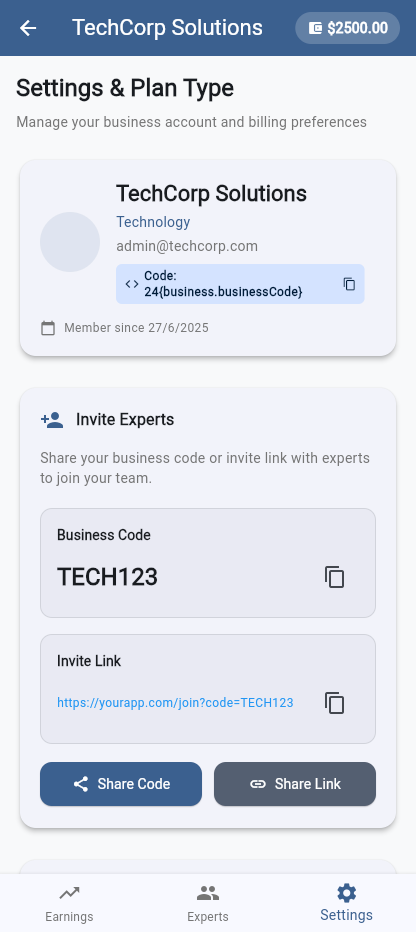 TechCorp Solutions
$2500.00
Settings & Plan Type
Manage your business account and billing preferences
TechCorp Solutions
Technology
admin@techcorp.com
Code:
24{business.businessCode}
Member since 27/6/2025
Invite Experts
Share your business code or invite link with experts
to join your team.
Business Code
TECH123
Invite Link
https://yourapp.com/join?code=TECH123
Share Code
Share Link
Earnings
Experts
Settings